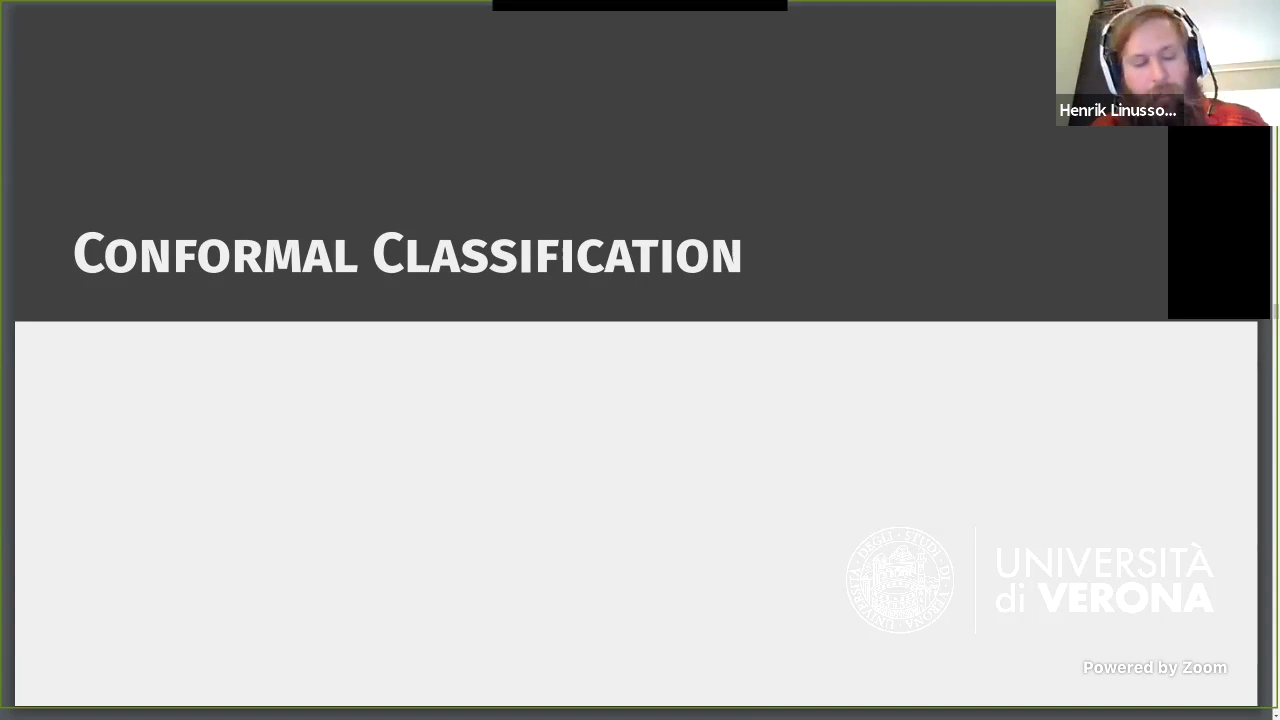 Henrik Linusso...
CONFORMAL CLASSIFICATION
UNIVERSITÀ
di VERONA
Powered by Zoom